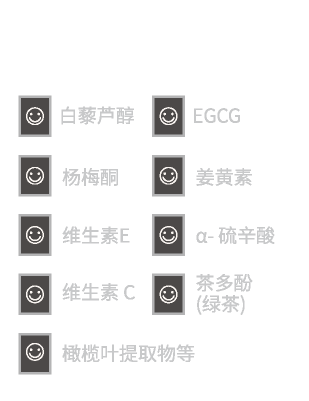 白藜芦醇 EGCG
杨梅酮 姜黄素
维生素E α- 硫辛酸
维生素 C 茶多酚
(绿茶)
橄榄叶提取物等